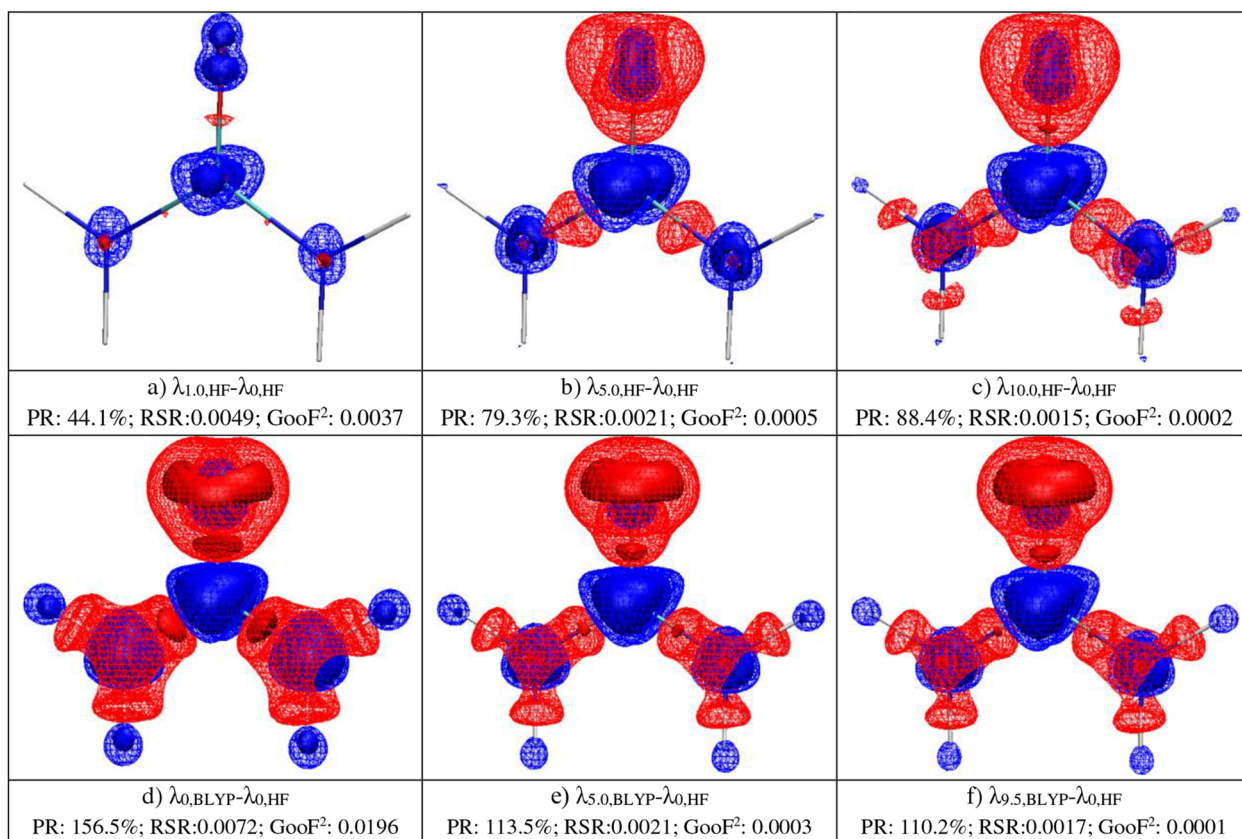 a) λ1.0,HF-λ0,HF
PR: 44.1%; RSR:0.0049; GooF²: 0.0037
b) λ5.0,HF-λ0,HF
PR: 79.3%; RSR:0.0021; GooF²: 0.0005
c) λ10.0,HF-λ0,HF
PR: 88.4%; RSR:0.0015; GooF²: 0.0002
d) λ0,BLYP-λ0,HF
PR: 156.5%; RSR:0.0072; GooF²: 0.0196
e) λ5.0,BLYP-λ0,HF
PR: 113.5%; RSR:0.0021; GooF²: 0.0003
f) λ9.5,BLYP-λ0,HF
PR: 110.2%; RSR:0.0017; GooF²: 0.0001